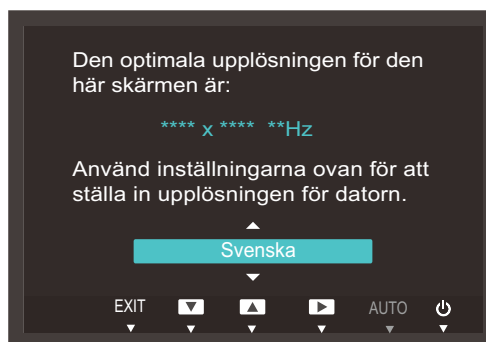 Den optimala upplösningen för den
här skärmen är:
**** x **** **Hz
Använd inställningarna ovan för att
ställa in upplösningen för datorn.
Svenska
EXIT AUTO